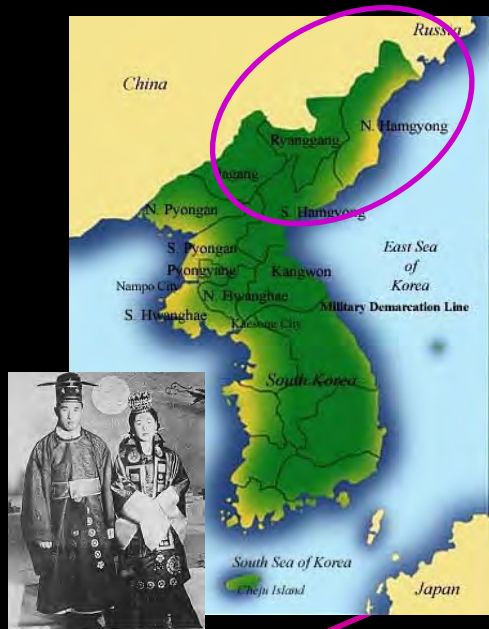 Russia
China
N. Hamgyong
Ryanggang
Jagang
S. Hamgyong
N. Pyongan
S. Pyongan
East Sea
of
Korea
Pyongyang
Kangwon
Nampo City
N. Hwanghae
Military Demarcation Line
S. Hwanghae
Kaesong City
South Korea
South Sea of Korea
Cheju Island
Japan